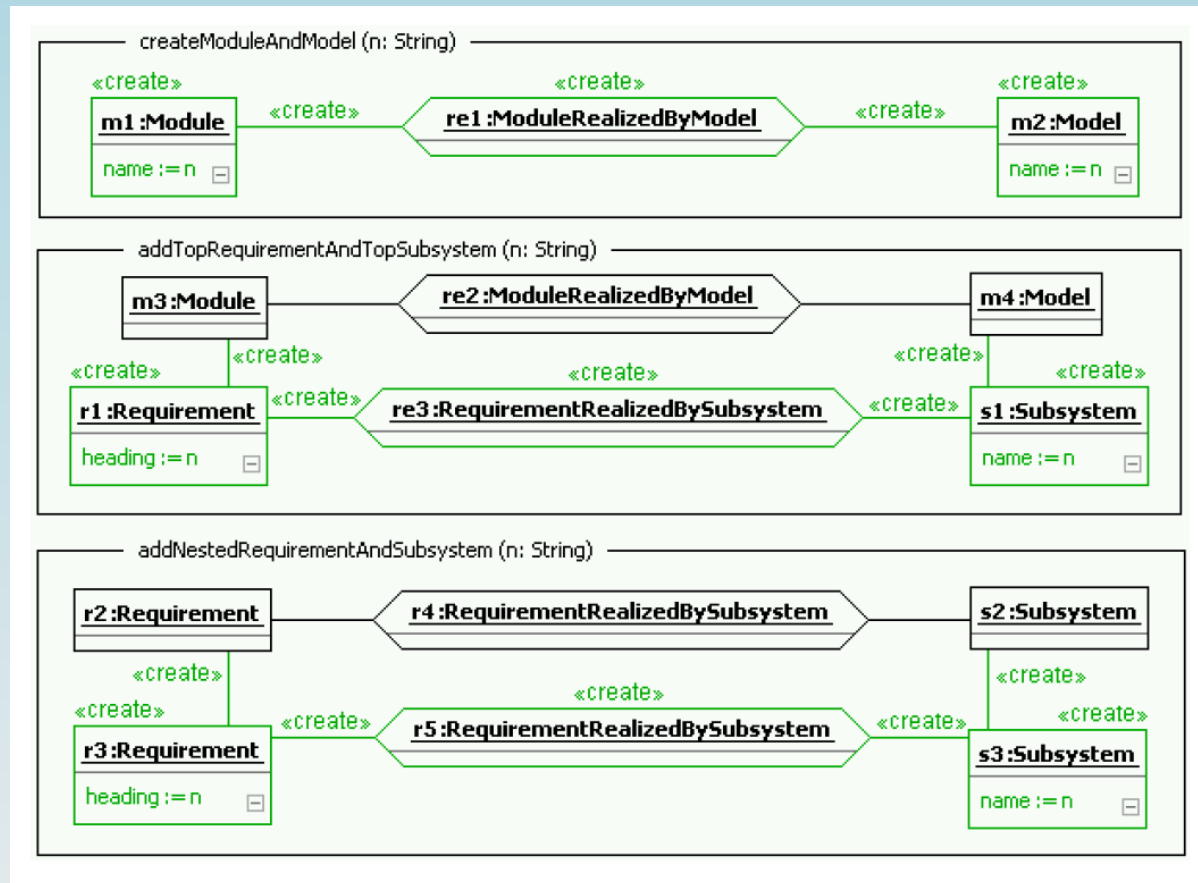 createModuleAndModel (n: String)
«create» «create» «create»
«create» «create»
m1:Module re1:ModuleRealizedByModel m2:Model
name := n name := n
addTopRequirementAndTopSubsystem (n: String)
m3:Module re2:ModuleRealizedByModel m4:Model
«create» «create»
«create» «create» «create»
«create» «create»
r1:Requirement re3:RequirementRealizedBySubsystem s1:Subsystem
heading := n name := n
addNestedRequirementAndSubsystem (n: String)
r2:Requirement r4:RequirementRealizedBySubsystem s2:Subsystem
«create» «create»
«create» «create» «create»
«create» «create»
r3:Requirement r5:RequirementRealizedBySubsystem s3:Subsystem
heading := n name := n